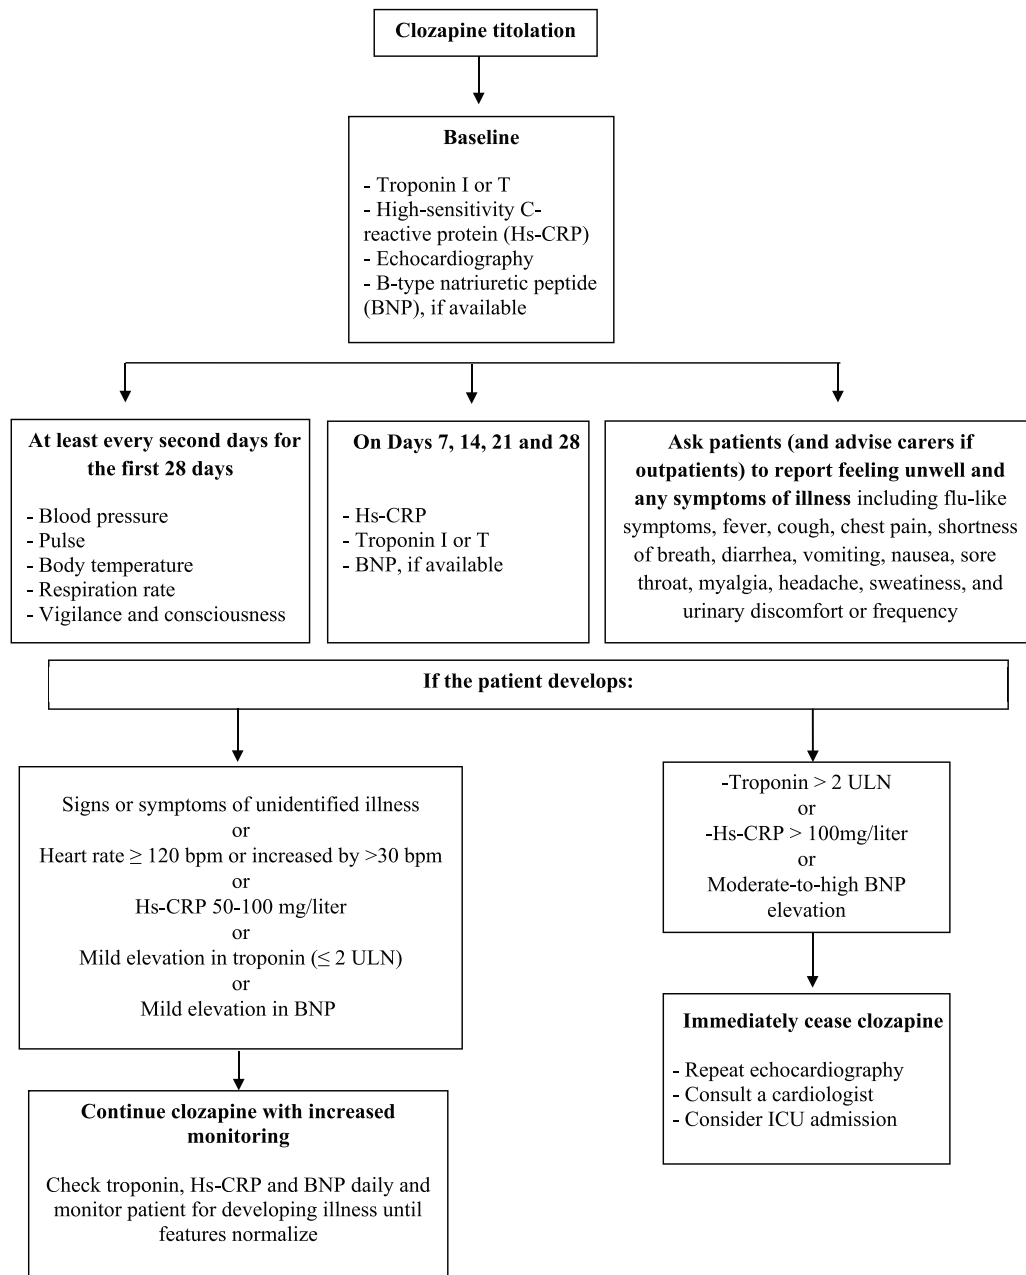 Clozapine titolation
Baseline
- Troponin I or T
- High-sensitivity C-
reactive protein (Hs-CRP)
- Echocardiography
- B-type natriuretic peptide
(BNP), if available
At least every second days for
the first 28 days
- Blood pressure
- Pulse
- Body temperature
- Respiration rate
- Vigilance and consciousness
On Days 7, 14, 21 and 28
- Hs-CRP
- Troponin I or T
- BNP, if available
Ask patients (and advise carers if
outpatients) to report feeling unwell and
any symptoms of illness including flu-like
symptoms, fever, cough, chest pain, shortness
of breath, diarrhea, vomiting, nausea, sore
throat, myalgia, headache, sweatiness, and
urinary discomfort or frequency
If the patient develops:
Signs or symptoms of unidentified illness
or
Heart rate ≥ 120 bpm or increased by >30 bpm
or
Hs-CRP 50-100 mg/liter
or
Mild elevation in troponin (≤ 2 ULN)
or
Mild elevation in BNP
-Troponin > 2 ULN
or
-Hs-CRP > 100mg/liter
or
Moderate-to-high BNP
elevation
Continue clozapine with increased
monitoring
Check troponin, Hs-CRP and BNP daily and
monitor patient for developing illness until
features normalize
Immediately cease clozapine
- Repeat echocardiography
- Consult a cardiologist
- Consider ICU admission